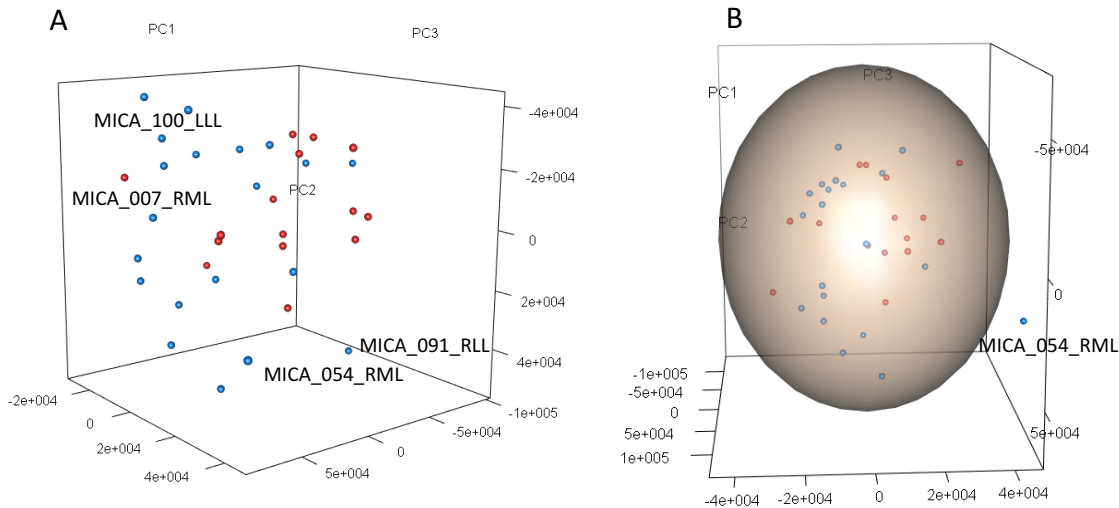 A
PC1
PC3
-4e+004
MICA_100_LLL
-2e+004
MICA_007_RML
PC2
0
2e+004
MICA_091_RLL
4e+004
MICA_054_RML
-2e+004
-1e+005
0
-5e+004
2e+004
0
4e+004
5e+004
B
PC3
PC1
-5e+004
PC2
0
MICA_054_RML
-1e+005
-5e+004
0
5e+004
5e+004
1e+005
-4e+004
-2e+004
0
2e+004
4e+004